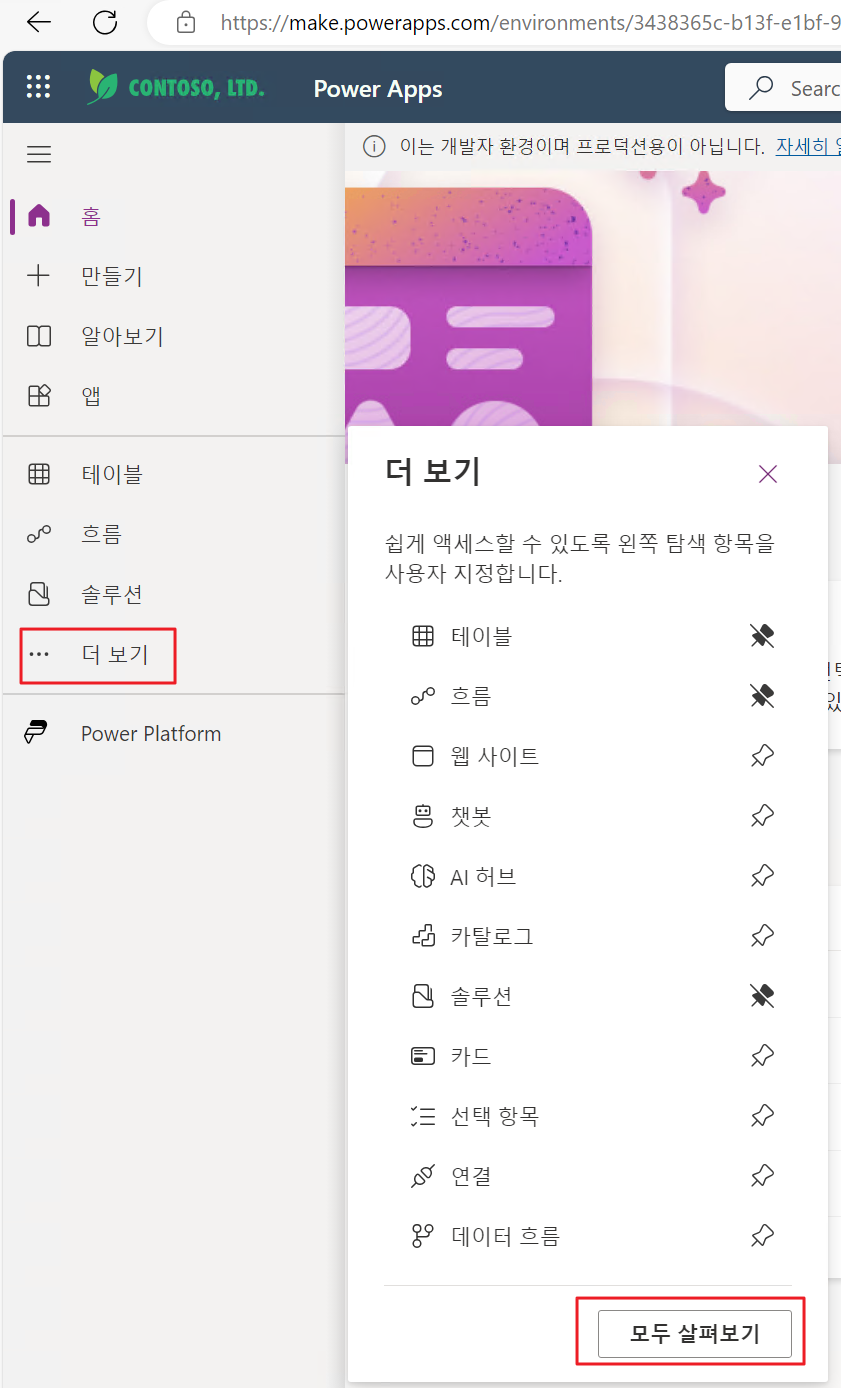 https://make.powerapps.com/environments/3438365c-b13f-e1bf-9
CONTOSO, LTD.
Power Apps
Searc
이는 개발자 환경이며 프로덕션용이 아닙니다. 자세히
홈
만들기
알아보기
앱
테이블
흐름
솔루션
더 보기
Power Platform
더 보기
쉽게 액세스할 수 있도록 왼쪽 탐색 항목을
사용자 지정합니다.
테이블
흐름
웹 사이트
챗봇
AI 허브
카탈로그
솔루션
카드
선택 항목
연결
데이터 흐름
모두 살펴보기